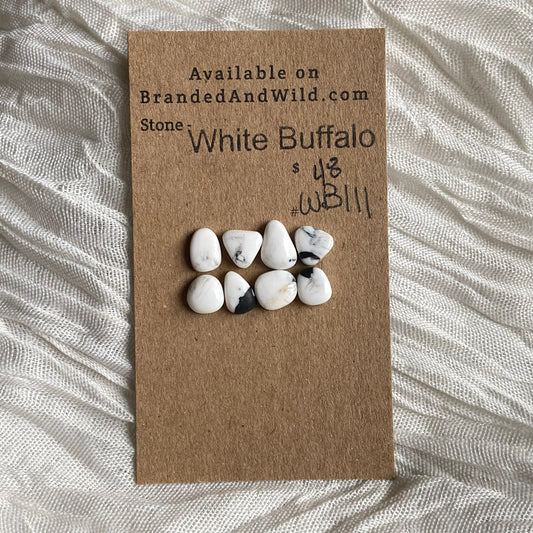 Available on
BrandedAndWild.com
Stone - White Buffalo
$ 48
#WB111